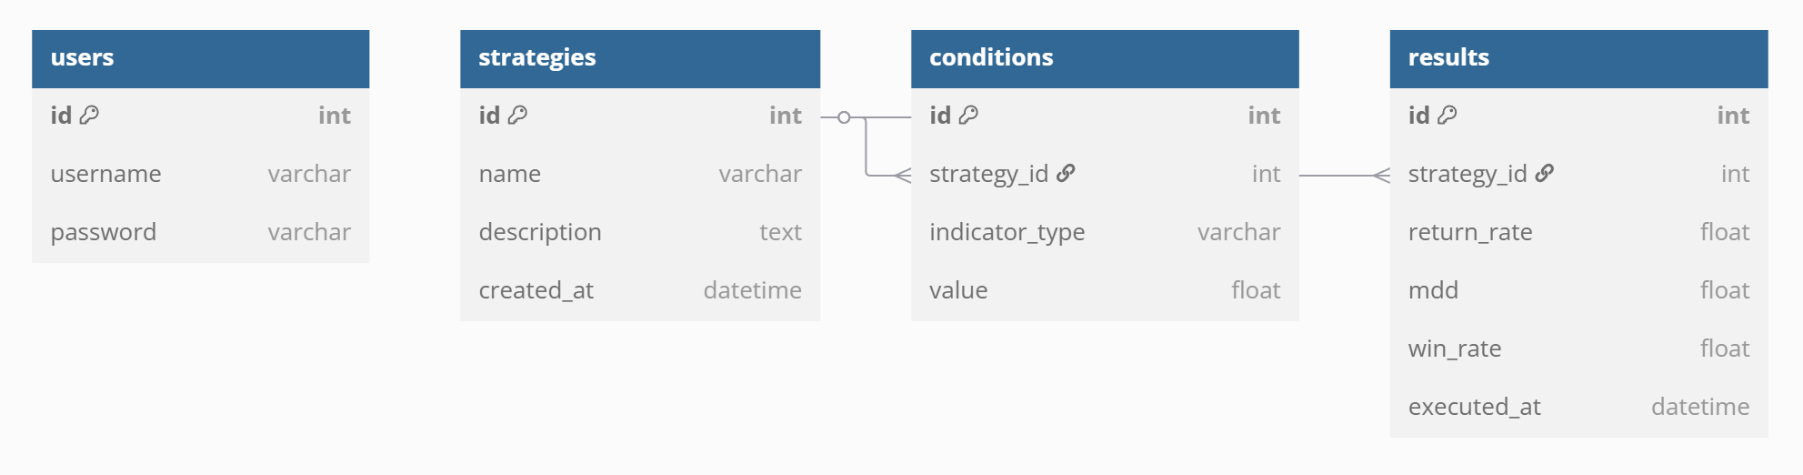 users
id int
username varchar
password varchar
strategies
id int
name varchar
description text
created_at datetime
conditions
id int
strategy_id int
indicator_type varchar
value float
results
id int
strategy_id int
return_rate float
mdd float
win_rate float
executed_at datetime